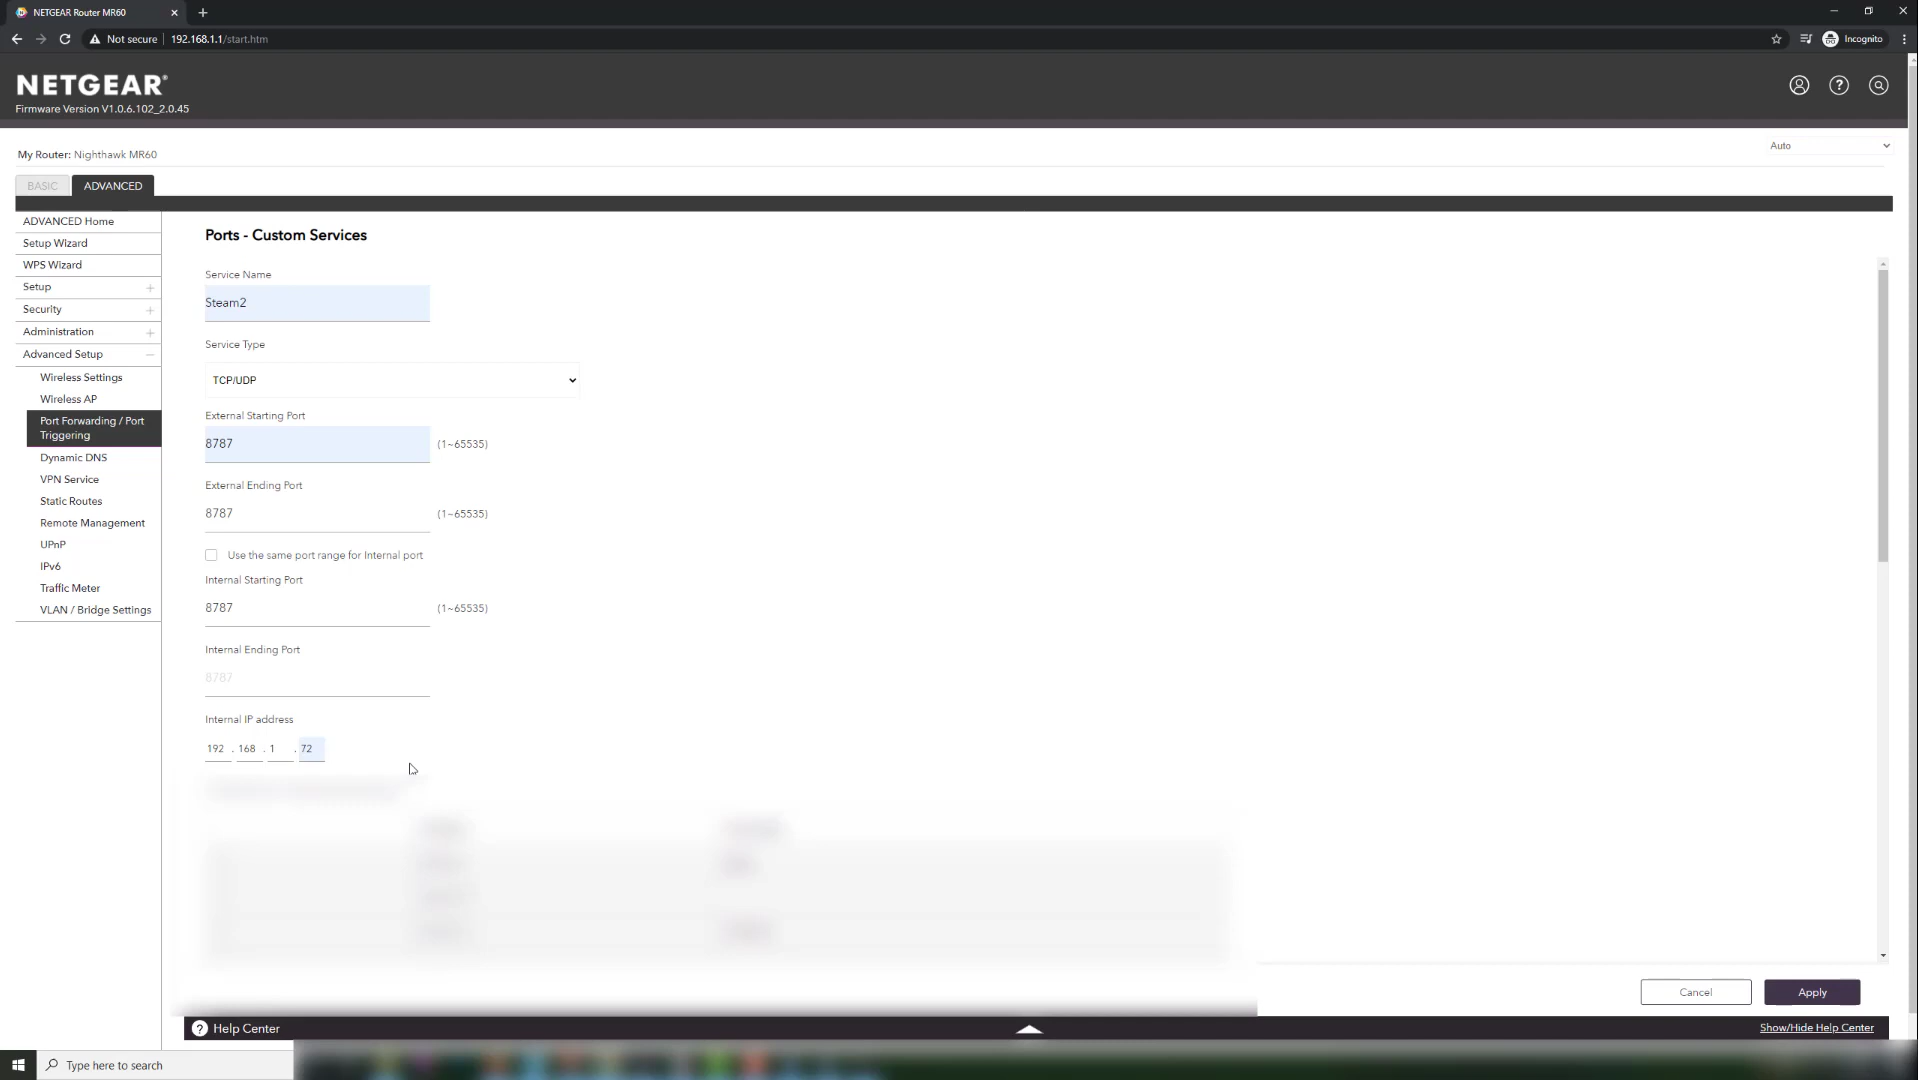 NETGEAR Router MR60
Not secure | 192.168.1.1/start.htm
Incognito
NETGEAR®
Firmware Version V1.0.6.102_2.0.45
My Router: Nighthawk MR60
Auto
BASIC
ADVANCED
ADVANCED Home
Setup Wizard
WPS Wizard
Setup
Security
Administration
Advanced Setup
Wireless Settings
Wireless AP
Port Forwarding / Port
Triggering
Dynamic DNS
VPN Service
Static Routes
Remote Management
UPnP
IPv6
Traffic Meter
VLAN / Bridge Settings
Ports - Custom Services
Service Name
Steam2
Service Type
TCP/UDP
External Starting Port
8787 (1~65535)
External Ending Port
8787 (1~65535)
Use the same port range for Internal port
Internal Starting Port
8787 (1~65535)
Internal Ending Port
8787
Internal IP address
192 . 168 . 1 . 72
Cancel
Apply
? Help Center
Show/Hide Help Center
Type here to search